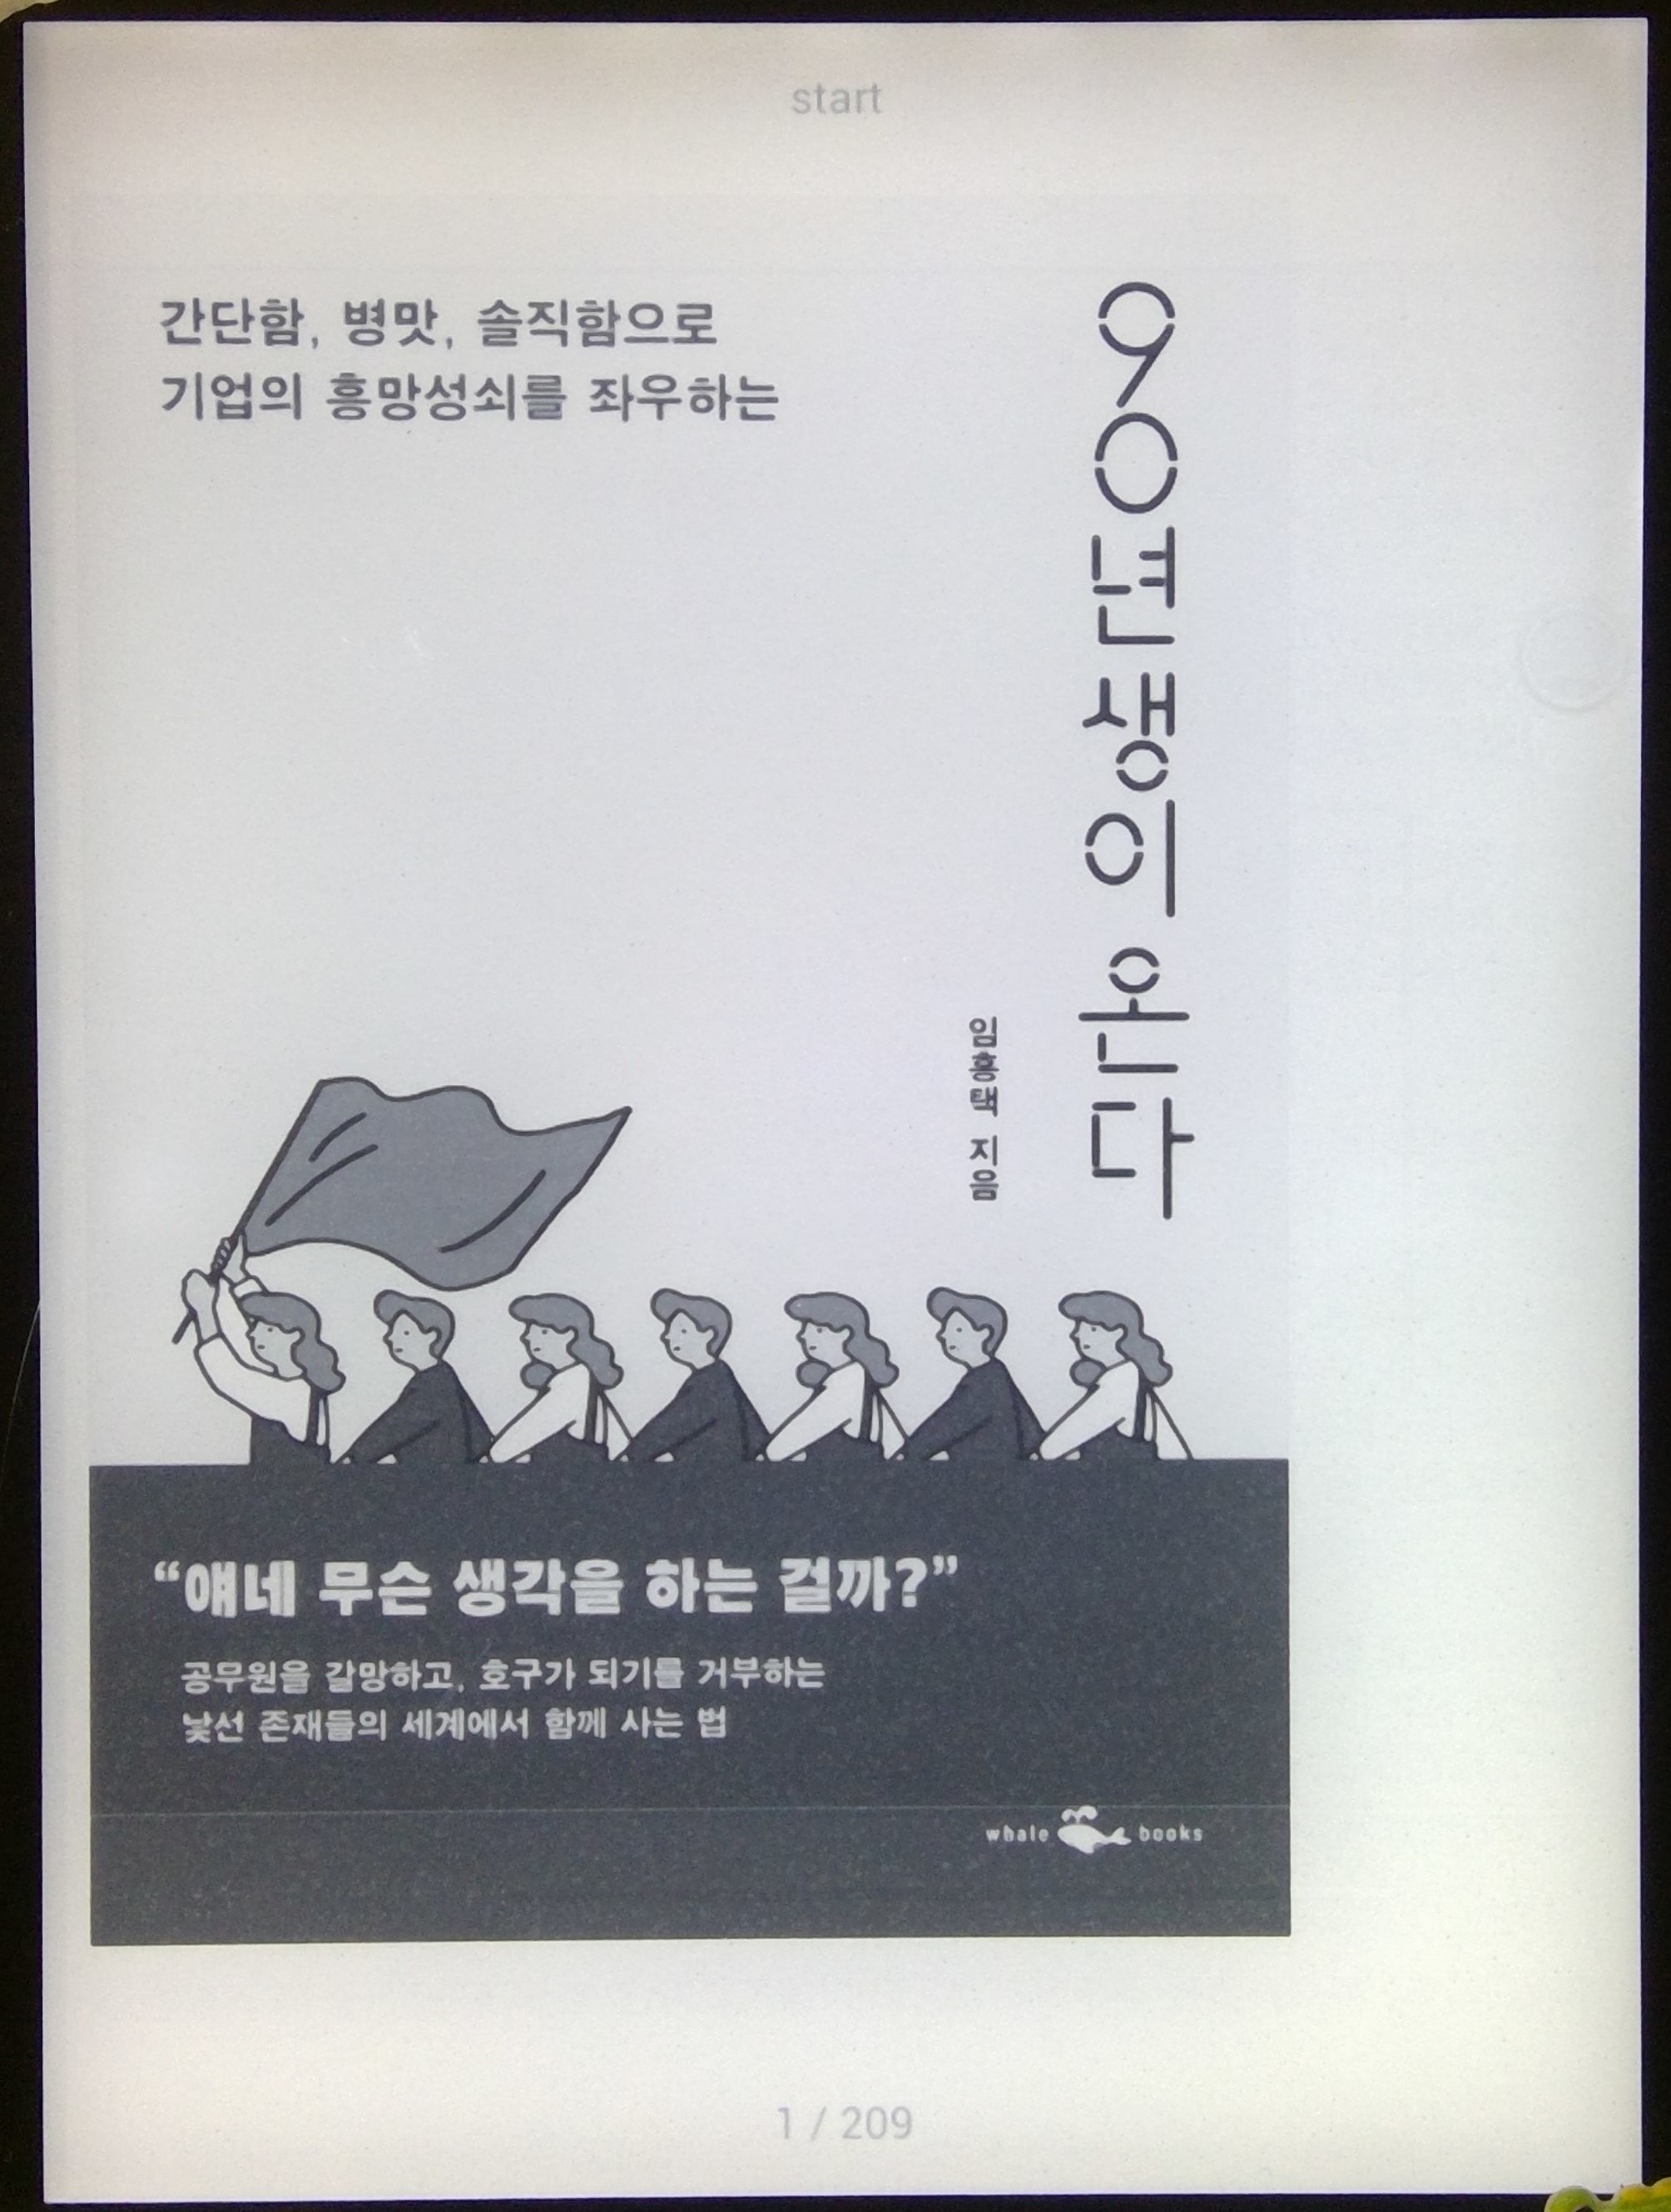 start
간단함, 병맛, 솔직함으로
기업의 흥망성쇠를 좌우하는
90년생이 온다
임홍택 지음
“얘네 무슨 생각을 하는 걸까?”
공무원을 갈망하고, 호구가 되기를 거부하는
낯선 존재들의 세계에서 함께 사는 법
whale books
1 / 209